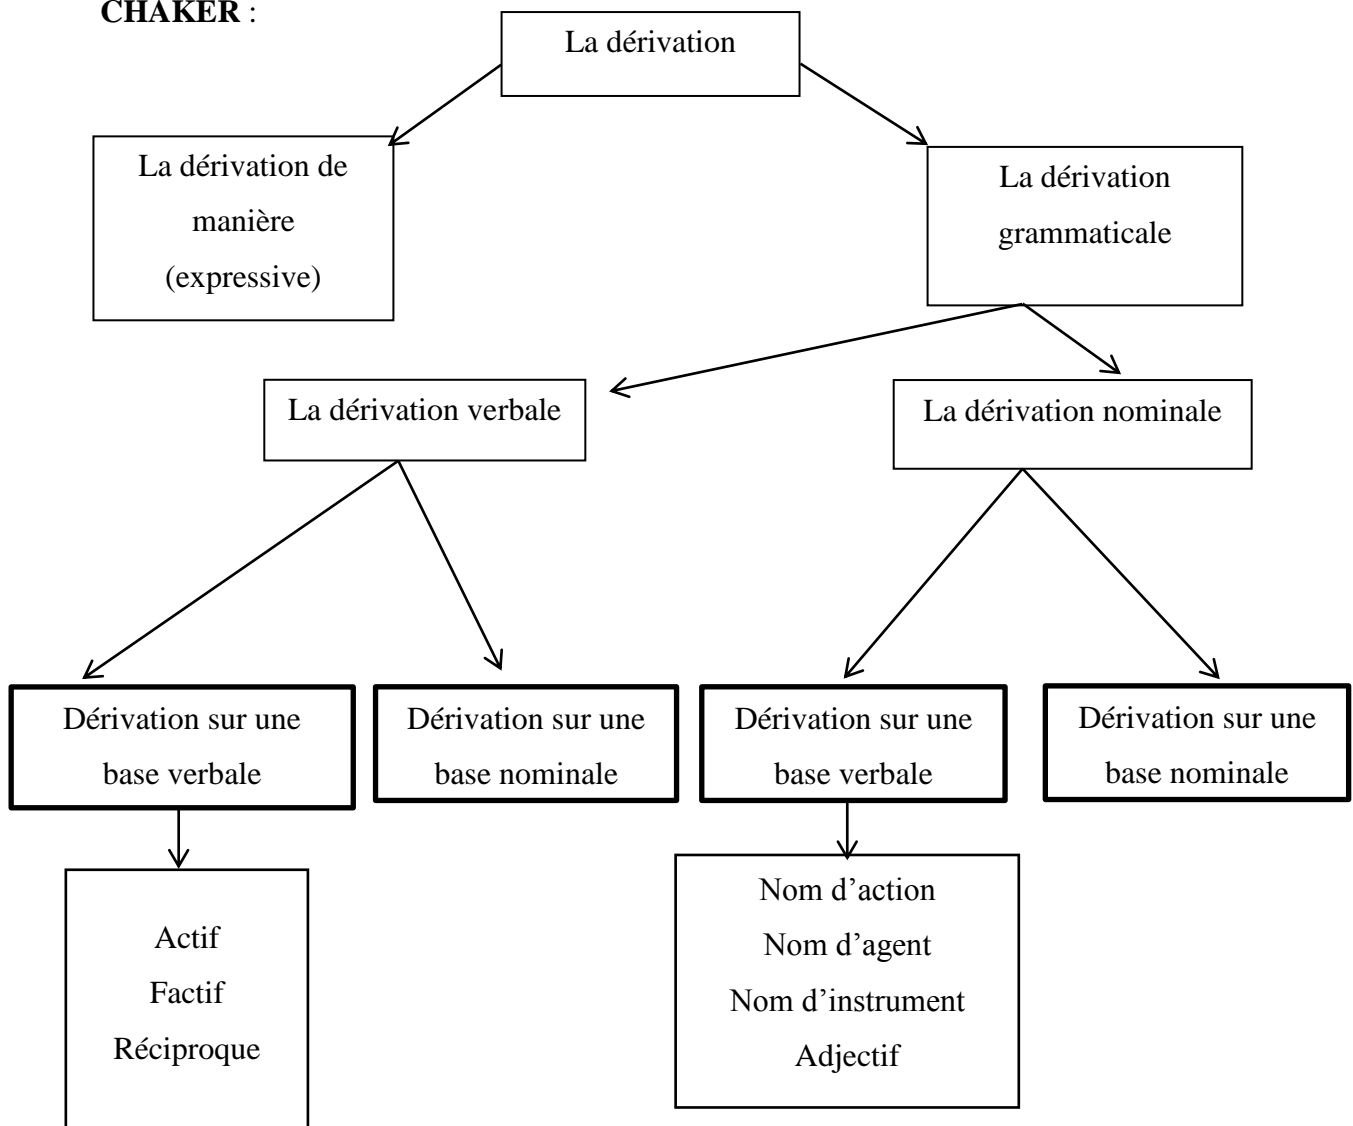 CHAKER :
La dérivation
La dérivation de
manière
(expressive)
La dérivation
grammaticale
La dérivation verbale
La dérivation nominale
Dérivation sur une
base verbale
Dérivation sur une
base nominale
Dérivation sur une
base verbale
Dérivation sur une
base nominale
Actif
Factif
Réciproque
Nom d’action
Nom d’agent
Nom d’instrument
Adjectif